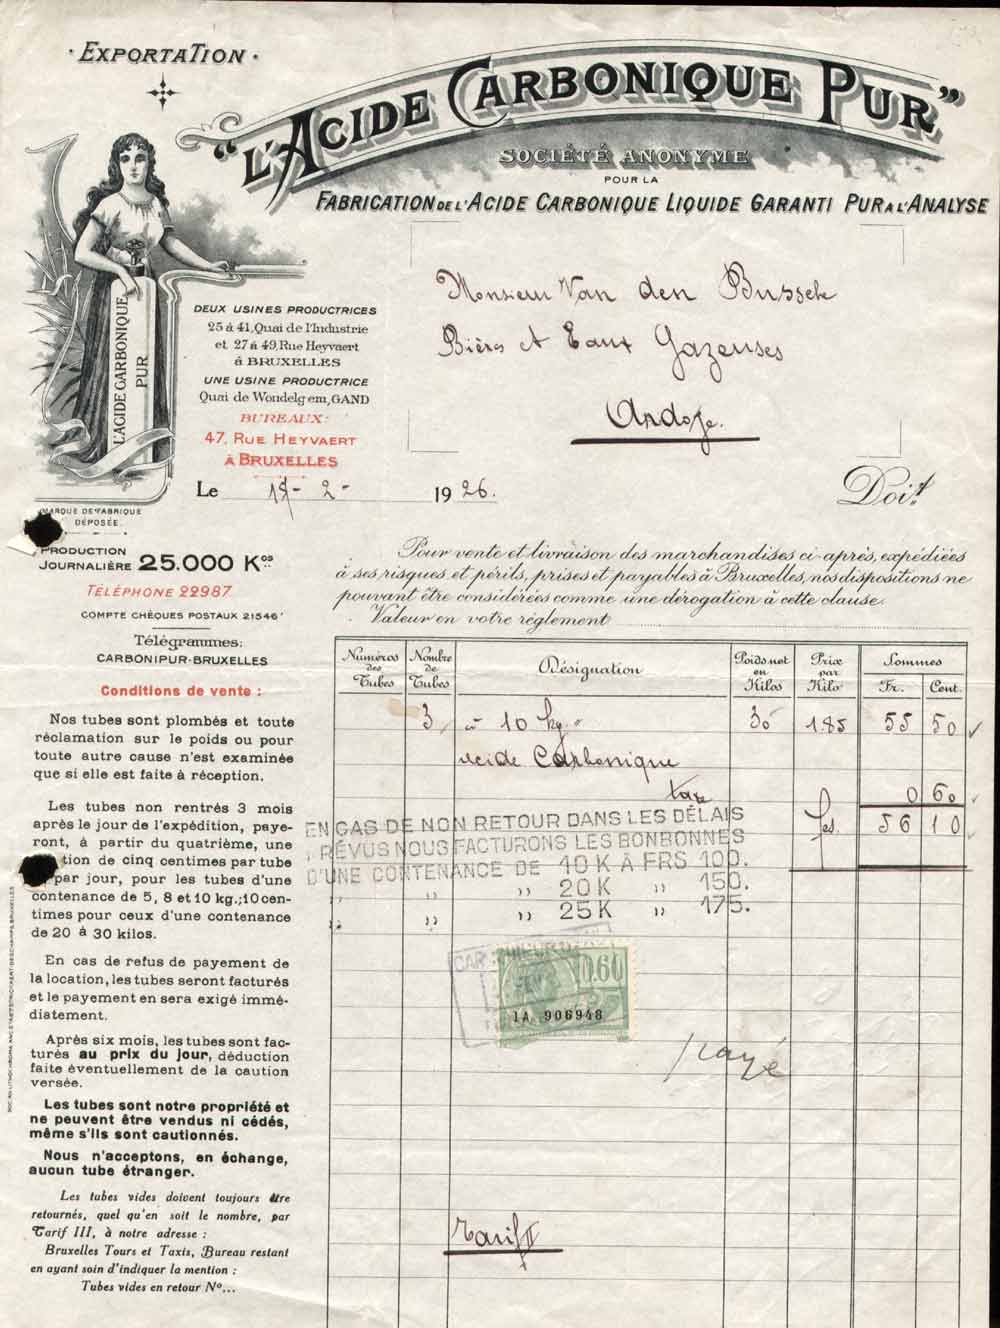 · EXPORTATION ·
"L'ACIDE CARBONIQUE PUR"
SOCIÉTÉ ANONYME
POUR LA
FABRICATION DE L'ACIDE CARBONIQUE LIQUIDE GARANTI PUR A L'ANALYSE
L'ACIDE CARBONIQUE
PUR
DEUX USINES PRODUCTRICES
25 à 41, Quai de l'Industrie
et 27 à 49, Rue Heyvaert
à BRUXELLES
UNE USINE PRODUCTRICE
Quai de Wondelgem, GAND
BUREAUX:
47, RUE HEYVAERT
À BRUXELLES
Monsieur Van den Bussche
Bières et Eaux Gazeuses
Ardoye.
Le 15-2- 1926.
Doit
MARQUE DE FABRIQUE
DÉPOSÉE.
PRODUCTION
JOURNALIÈRE 25.000 Kos
TÉLÉPHONE 22987
COMPTE CHÈQUES POSTAUX 21546
Télégrammes:
CARBONIPUR-BRUXELLES
Pour vente et livraison des marchandises ci après, expédiées
à ses risques et périls, prises et payables à Bruxelles, nos dispositions ne
pouvant être considérées comme une dérogation à cette clause.
Valeur en votre règlement
Conditions de vente :
Nos tubes sont plombés et toute
réclamation sur le poids ou pour
toute autre cause n'est examinée
que si elle est faite à réception.
Les tubes non rentrés 3 mois
après le jour de l'expédition, paye-
ront, à partur du quatrième, une
tion de cinq centimes par tube
par jour, pour les tubes d'une
contenance de 5, 8 et 10 kg.; 10 cen-
times pour ceux d'une contenance
de 20 à 30 kilos.
En cas de refus de payement de
la location, les tubes seront facturés
et le payement en sera exigé immé-
diatement.
Après six mois, les tubes sont fac-
turés au prix du jour, déduction
faite éventuellement de la caution
versée.
Les tubes sont notre propriété et
ne peuvent être vendus ni cédés,
même s'ils sont cautionnés.
Nous n'acceptons, en échange,
aucun tube étranger.
Les tubes vides doivent toujours être
retournés, quel qu'en soit le nombre, par
Tarif III, à notre adresse :
Bruxelles Tours et Taxis, Bureau restant
en ayant soin d'indiquer la mention :
Tubes vides en retour No...
Numéros des Tubes Nombre de Tubes Désignation Poids net en Kilos Prix par Kilo Sommes
Fr. Cent.
3 à 10 kg. 30 1.85 55 50
acide Carbonique
tax 0 60
56 10
EN CAS DE NON RETOUR DANS LES DÉLAIS
PRÉVUS NOUS FACTURONS LES BONBONNES
D'UNE CONTENANCE DE 10 K À FRS 100.
,, ,, ,, 20 K ,, 150.
,, ,, ,, 25 K ,, 175.
0.60
1A 906948
payé
Tarif II